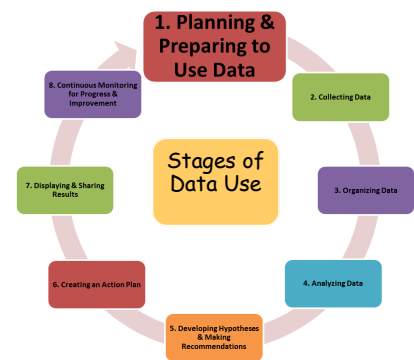 1. Planning &
Preparing to
Use Data
2. Collecting Data
3. Organizing Data
4. Analyzing Data
5. Developing Hypotheses
& Making
Recommendations
6. Creating an Action Plan
7. Displaying & Sharing
Results
8. Continuous Monitoring
for Progress &
Improvement
Stages of
Data Use